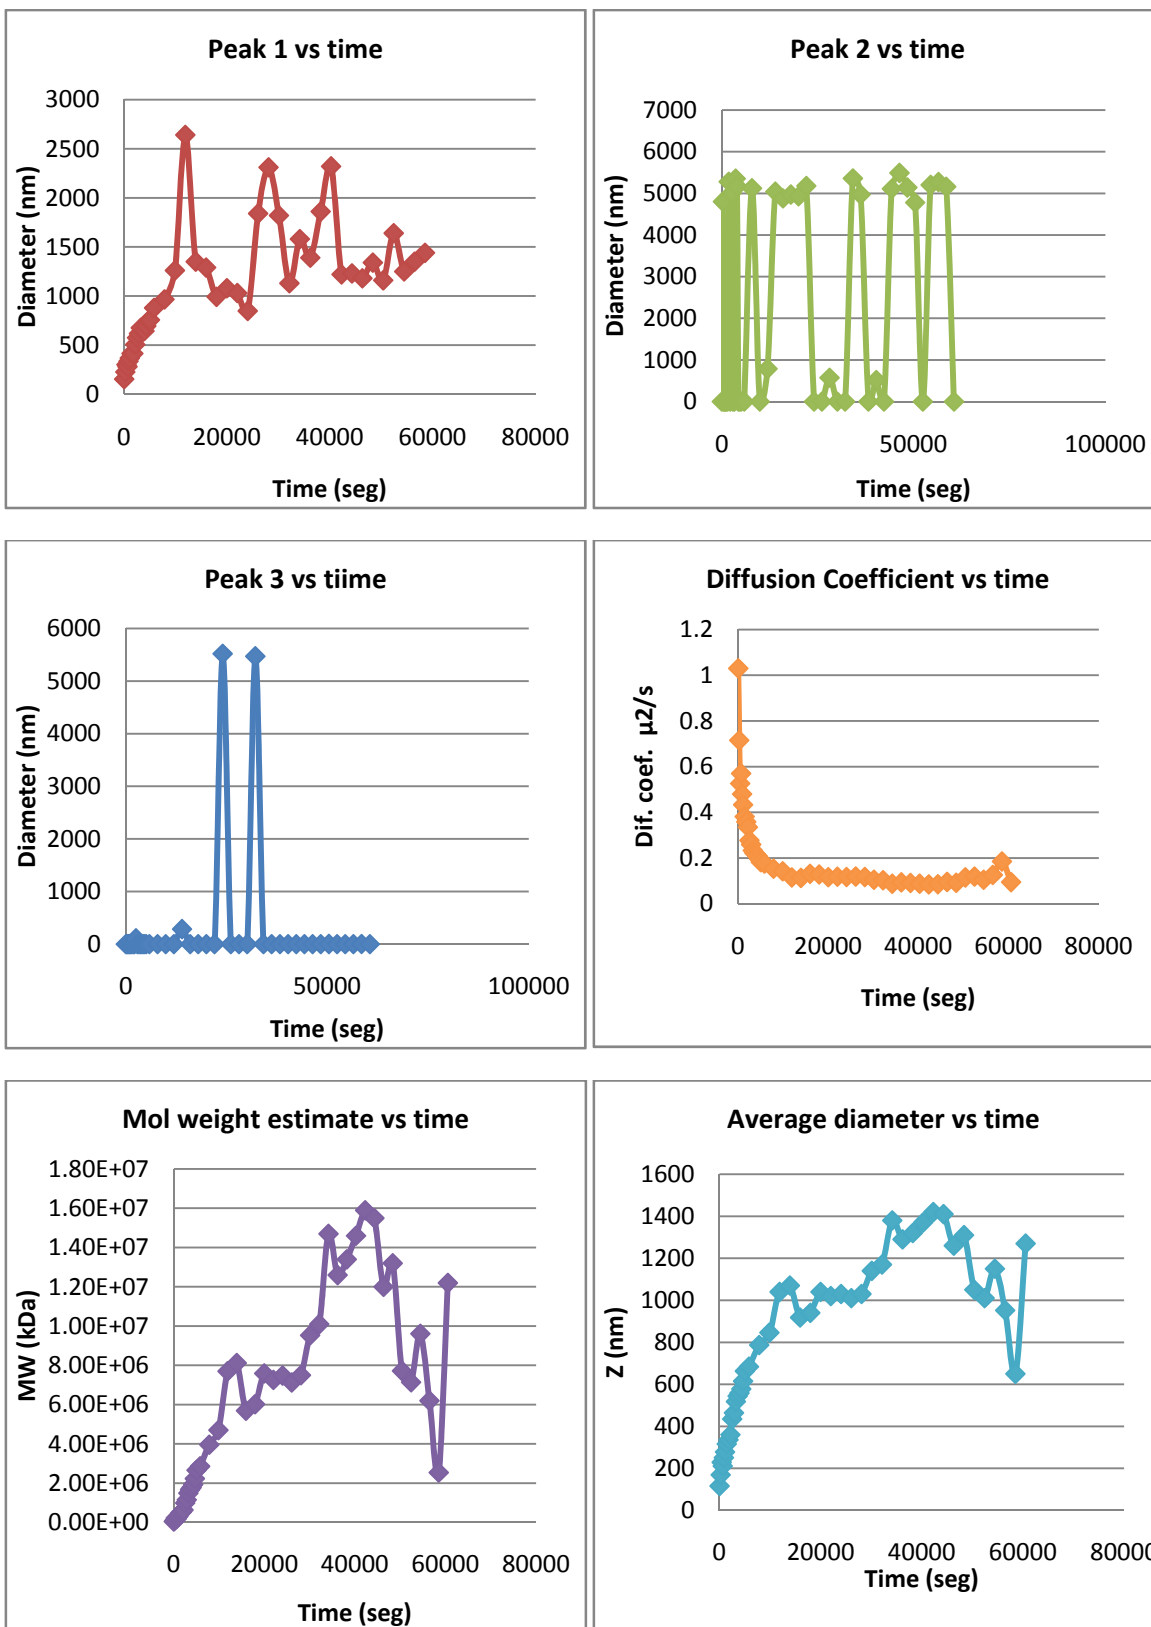 Peak 1 vs time
3000
2500
2000
1500
1000
500
0
Diameter (nm)
0 20000 40000 60000 80000
Time (seg)
Peak 2 vs time
7000
6000
5000
4000
3000
2000
1000
0
Diameter (nm)
0 50000 100000
Time (seg)
Peak 3 vs tiime
6000
5000
4000
3000
2000
1000
0
Diameter (nm)
0 50000 100000
Time (seg)
Diffusion Coefficient vs time
1.2
1
0.8
0.6
0.4
0.2
0
Dif. coef. µ2/s
0 20000 40000 60000 80000
Time (seg)
Mol weight estimate vs time
1.80E+07
1.60E+07
1.40E+07
1.20E+07
1.00E+07
8.00E+06
6.00E+06
4.00E+06
2.00E+06
0.00E+00
MW (kDa)
0 20000 40000 60000 80000
Time (seg)
Average diameter vs time
1600
1400
1200
1000
800
600
400
200
0
Z (nm)
0 20000 40000 60000 80000
Time (seg)